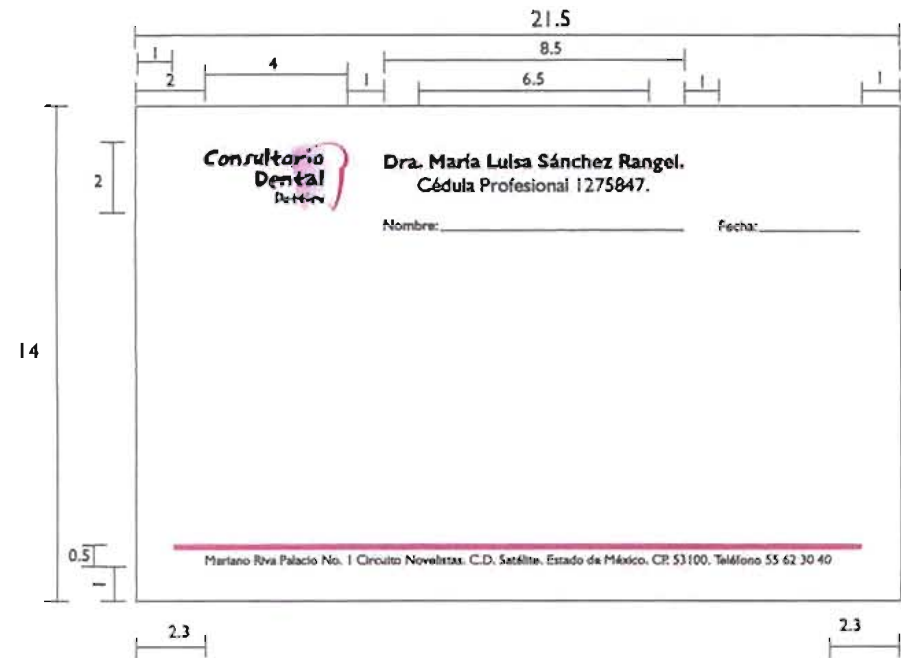 21.5
8.5
1
4
2
1
6.5
1
1
2
Consultorio
Dental
Dra. María Luisa Sánchez Rangel.
Cédula Profesional 1275847.
Nombre:
Fecha:
14
0.5
Mariano Riva Palacio No. 1 Circuito Novelistas. C.D. Satélite. Estado de México, CP. 53100. Teléfono 55 62 30 40
1
2.3
2.3